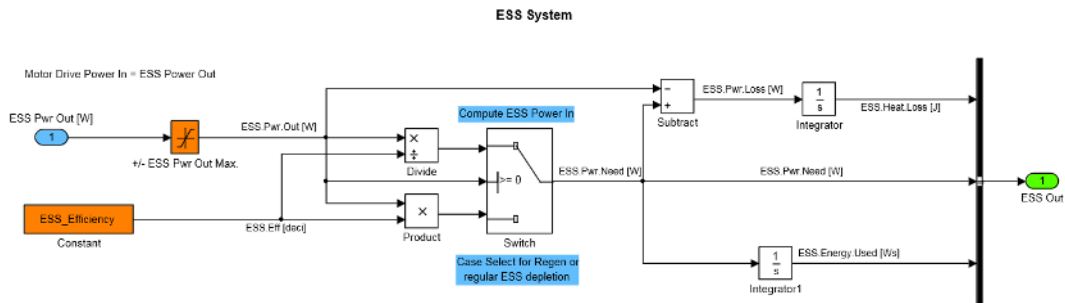 ESS System
Motor Drive Power In = ESS Power Out
ESS Pwr Out [W]
1
+/- ESS Pwr Out Max.
ESS.Pwr.Out [W]
ESS_Efficiency
Constant
ESS.Eff [deci]
×
÷
Divide
×
Product
Compute ESS Power In
>= 0
Switch
Case Select for Regen or
regular ESS depletion
ESS.Pwr.Need [W]
−
+
Subtract
ESS.Pwr.Loss [W]
1
s
Integrator
ESS.Heat.Loss [J]
ESS.Pwr.Need [W]
1
s
Integrator1
ESS.Energy.Used [Ws]
1
ESS Out